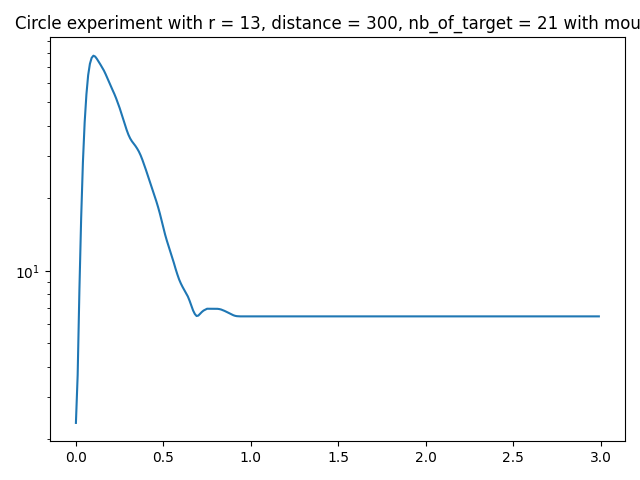 Circle experiment with r = 13, distance = 300, nb_of_target = 21 with mou
10¹
0.0 0.5 1.0 1.5 2.0 2.5 3.0